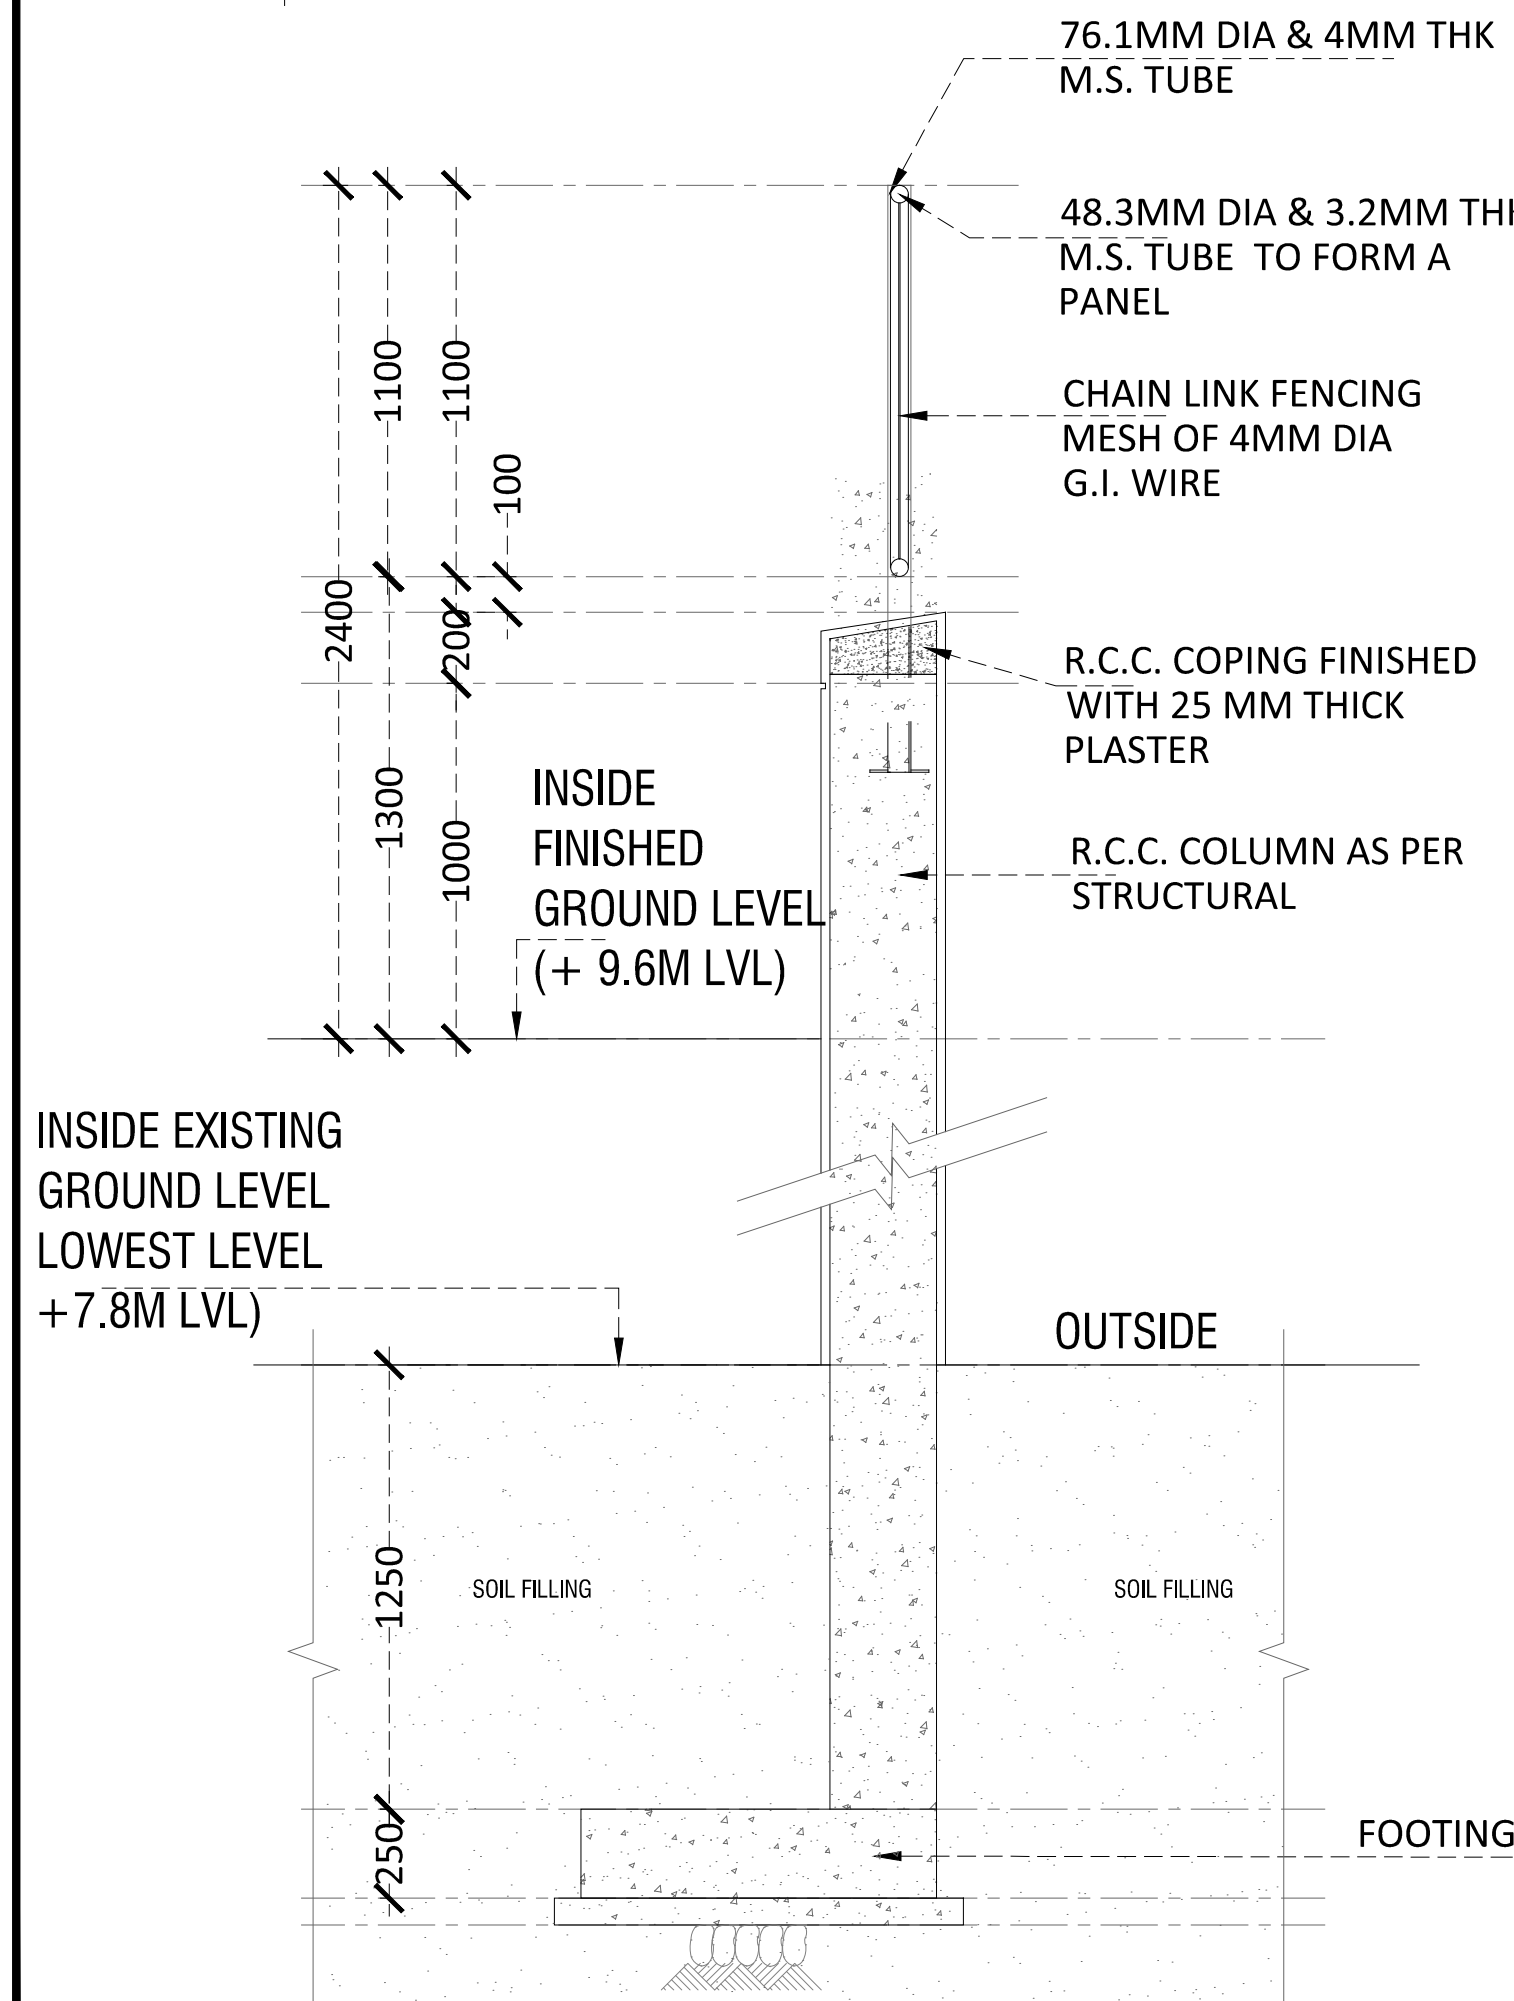 76.1MM DIA & 4MM THK
M.S. TUBE
48.3MM DIA & 3.2MM TH
M.S. TUBE TO FORM A
PANEL
1100
1100
CHAIN LINK FENCING
MESH OF 4MM DIA
G.I. WIRE
100
2400
200
R.C.C. COPING FINISHED
WITH 25 MM THICK
PLASTER
1300
1000
INSIDE
FINISHED
GROUND LEVEL
(+ 9.6M LVL)
R.C.C. COLUMN AS PER
STRUCTURAL
INSIDE EXISTING
GROUND LEVEL
LOWEST LEVEL
+7.8M LVL)
OUTSIDE
1250
SOIL FILLING
SOIL FILLING
250
FOOTING